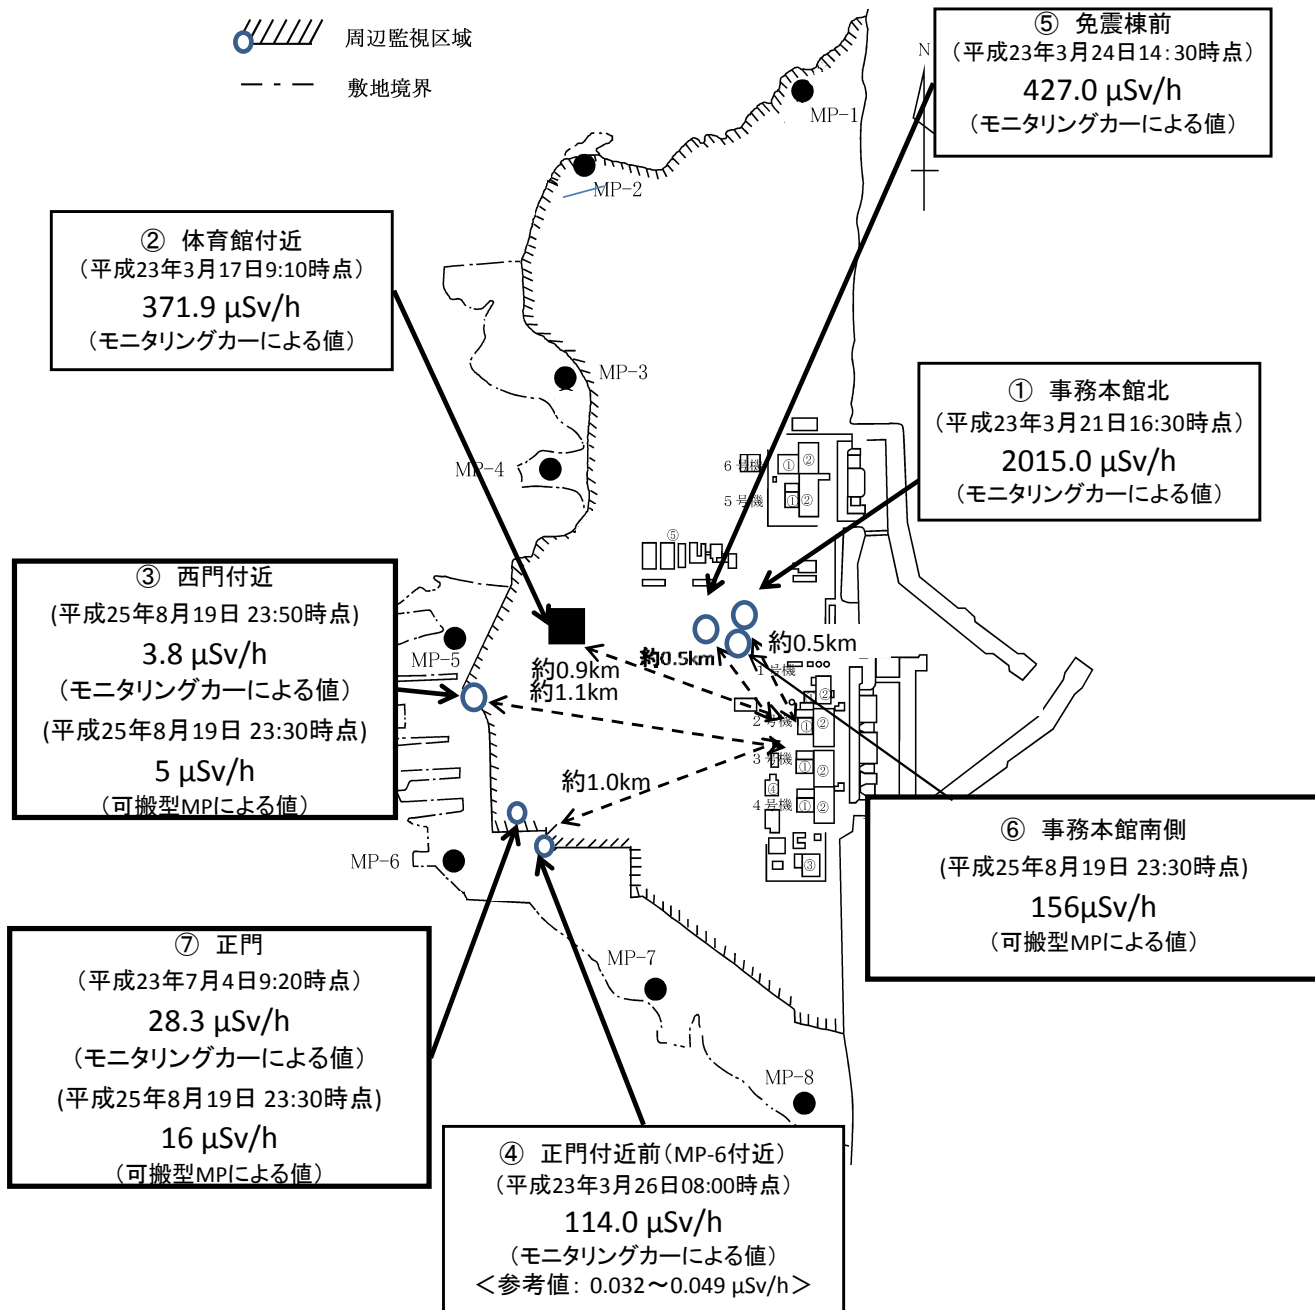 周辺監視区域
敷地境界
⑤ 免震棟前
（平成23年3月24日14:30時点）
427.0 μSv/h
（モニタリングカーによる値）
N
MP-1
MP-2
② 体育館付近
（平成23年3月17日9:10時点）
371.9 μSv/h
（モニタリングカーによる値）
MP-3
MP-4
① 事務本館北
（平成23年3月21日16:30時点）
2015.0 μSv/h
（モニタリングカーによる値）
6号機
① ②
5号機
① ②
⑤
③ 西門付近
(平成25年8月19日 23:50時点)
3.8 μSv/h
（モニタリングカーによる値）
(平成25年8月19日 23:30時点)
5 μSv/h
（可搬型MPによる値）
MP-5
約0.9km
約1.1km
約0.5km
約0.5km
1号機
②
2号機
① ②
3号機
① ②
約1.0km
④
4号機
① ②
③
MP-6
⑥ 事務本館南側
(平成25年8月19日 23:30時点)
156μSv/h
（可搬型MPによる値）
⑦ 正門
（平成23年7月4日9:20時点）
28.3 μSv/h
（モニタリングカーによる値）
(平成25年8月19日 23:30時点)
16 μSv/h
（可搬型MPによる値）
MP-7
MP-8
④ 正門付近前（MP-6付近）
（平成23年3月26日08:00時点）
114.0 μSv/h
（モニタリングカーによる値）
＜参考値: 0.032～0.049 μSv/h＞